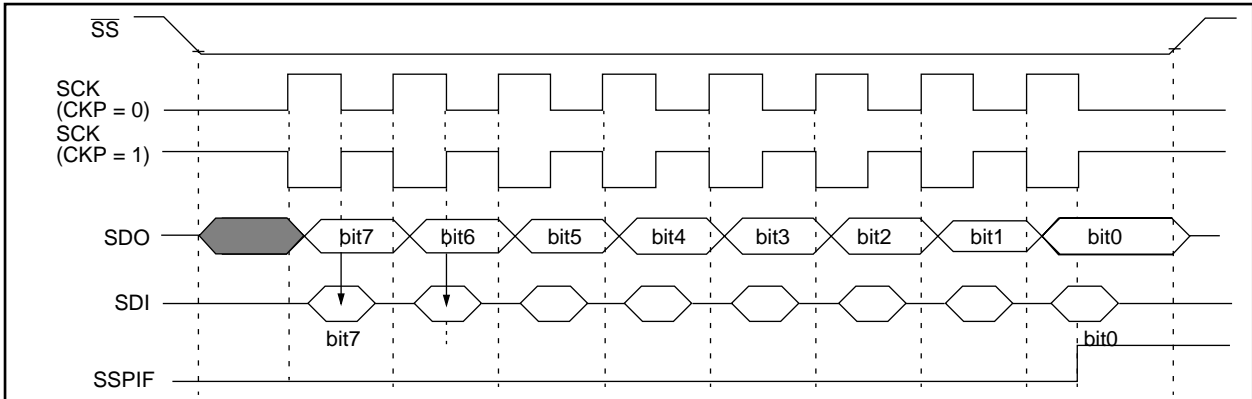 SS
SCK
(CKP = 0)
SCK
(CKP = 1)
SDO bit7 bit6 bit5 bit4 bit3 bit2 bit1 bit0
SDI
bit7 bit0
SSPIF